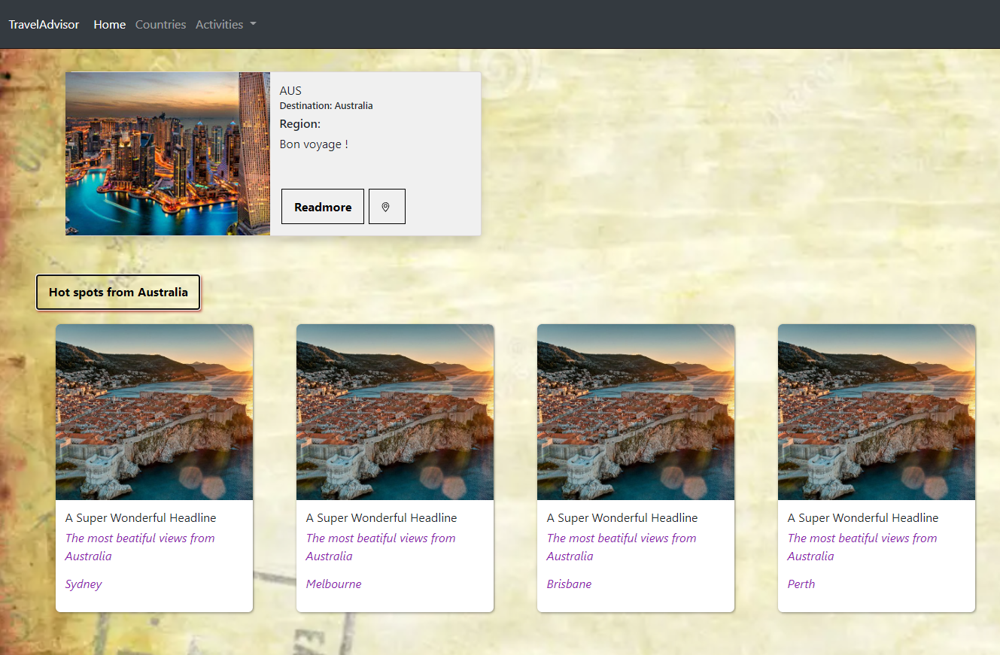 TravelAdvisor Home Countries Activities
AUS
Destination: Australia
Region:
Bon voyage !
Readmore
Hot spots from Australia
A Super Wonderful Headline
The most beatiful views from
Australia
Sydney
A Super Wonderful Headline
The most beatiful views from
Australia
Melbourne
A Super Wonderful Headline
The most beatiful views from
Australia
Brisbane
A Super Wonderful Headline
The most beatiful views from
Australia
Perth